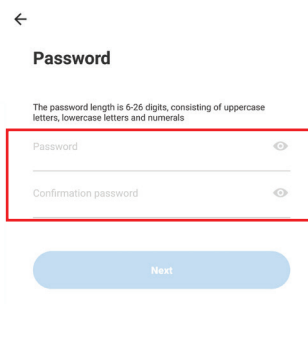 Password
The password length is 6-26 digits, consisting of uppercase
letters, lowercase letters and numerals
Password
Confirmation password
Next